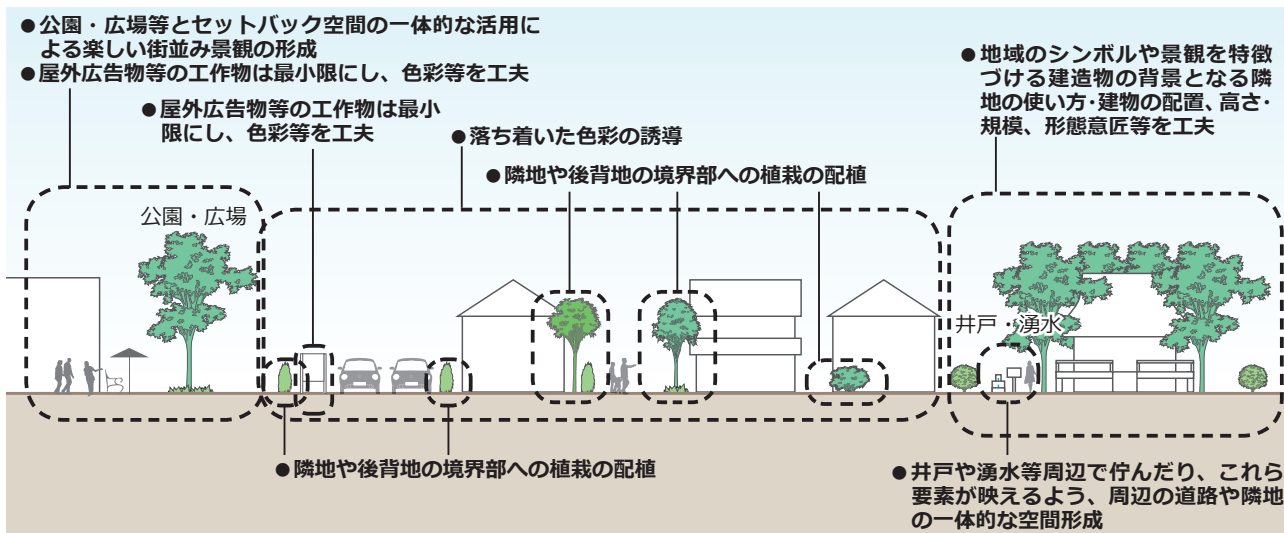 ●公園・広場等とセットバック空間の一体的な活用に
よる楽しい街並み景観の形成
●屋外広告物等の工作物は最小限にし、色彩等を工夫
●屋外広告物等の工作物は最小
限にし、色彩等を工夫
●落ち着いた色彩の誘導
●隣地や後背地の境界部への植栽の配植
●地域のシンボルや景観を特徴
づける建造物の背景となる隣
地の使い方・建物の配置、高さ・
規模、形態意匠等を工夫
公園・広場
井戸・湧水
●隣地や後背地の境界部への植栽の配植
●井戸や湧水等周辺で佇んだり、これら
要素が映えるよう、周辺の道路や隣地
の一体的な空間形成